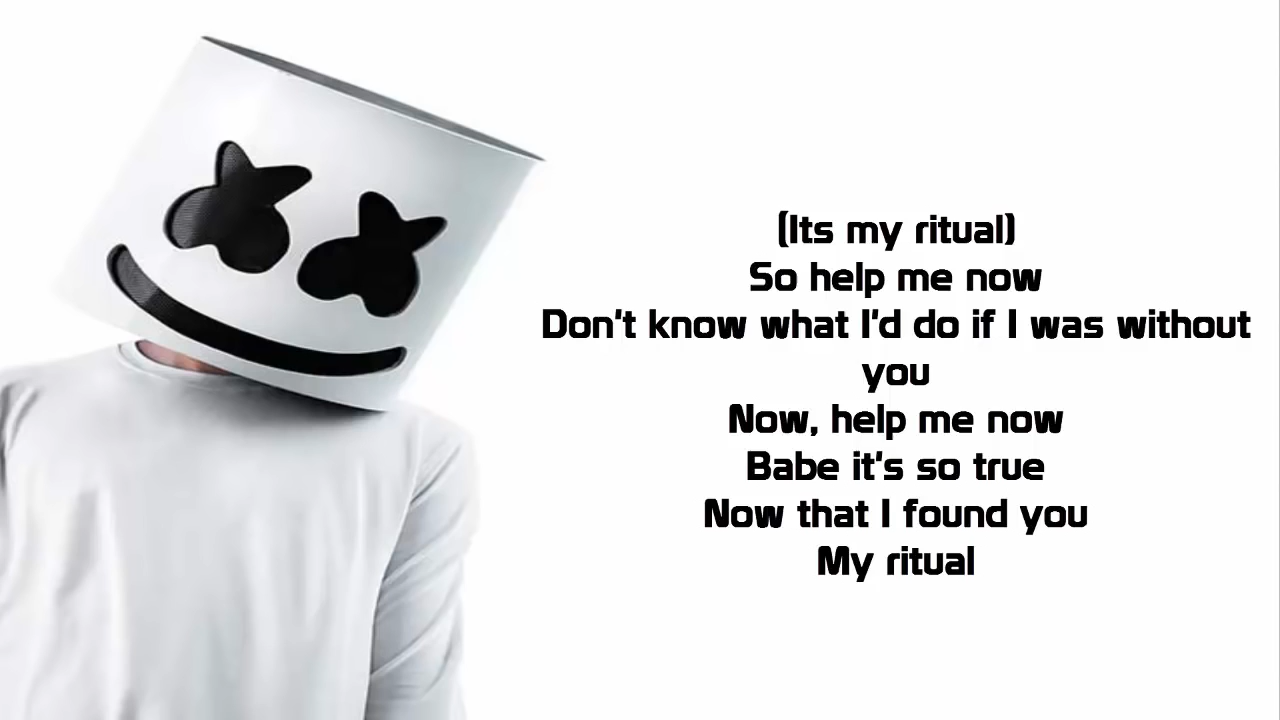 (Its my ritual)
So help me now
Don't know what I'd do if I was without
you
Now, help me now
Babe it's so true
Now that I found you
My ritual